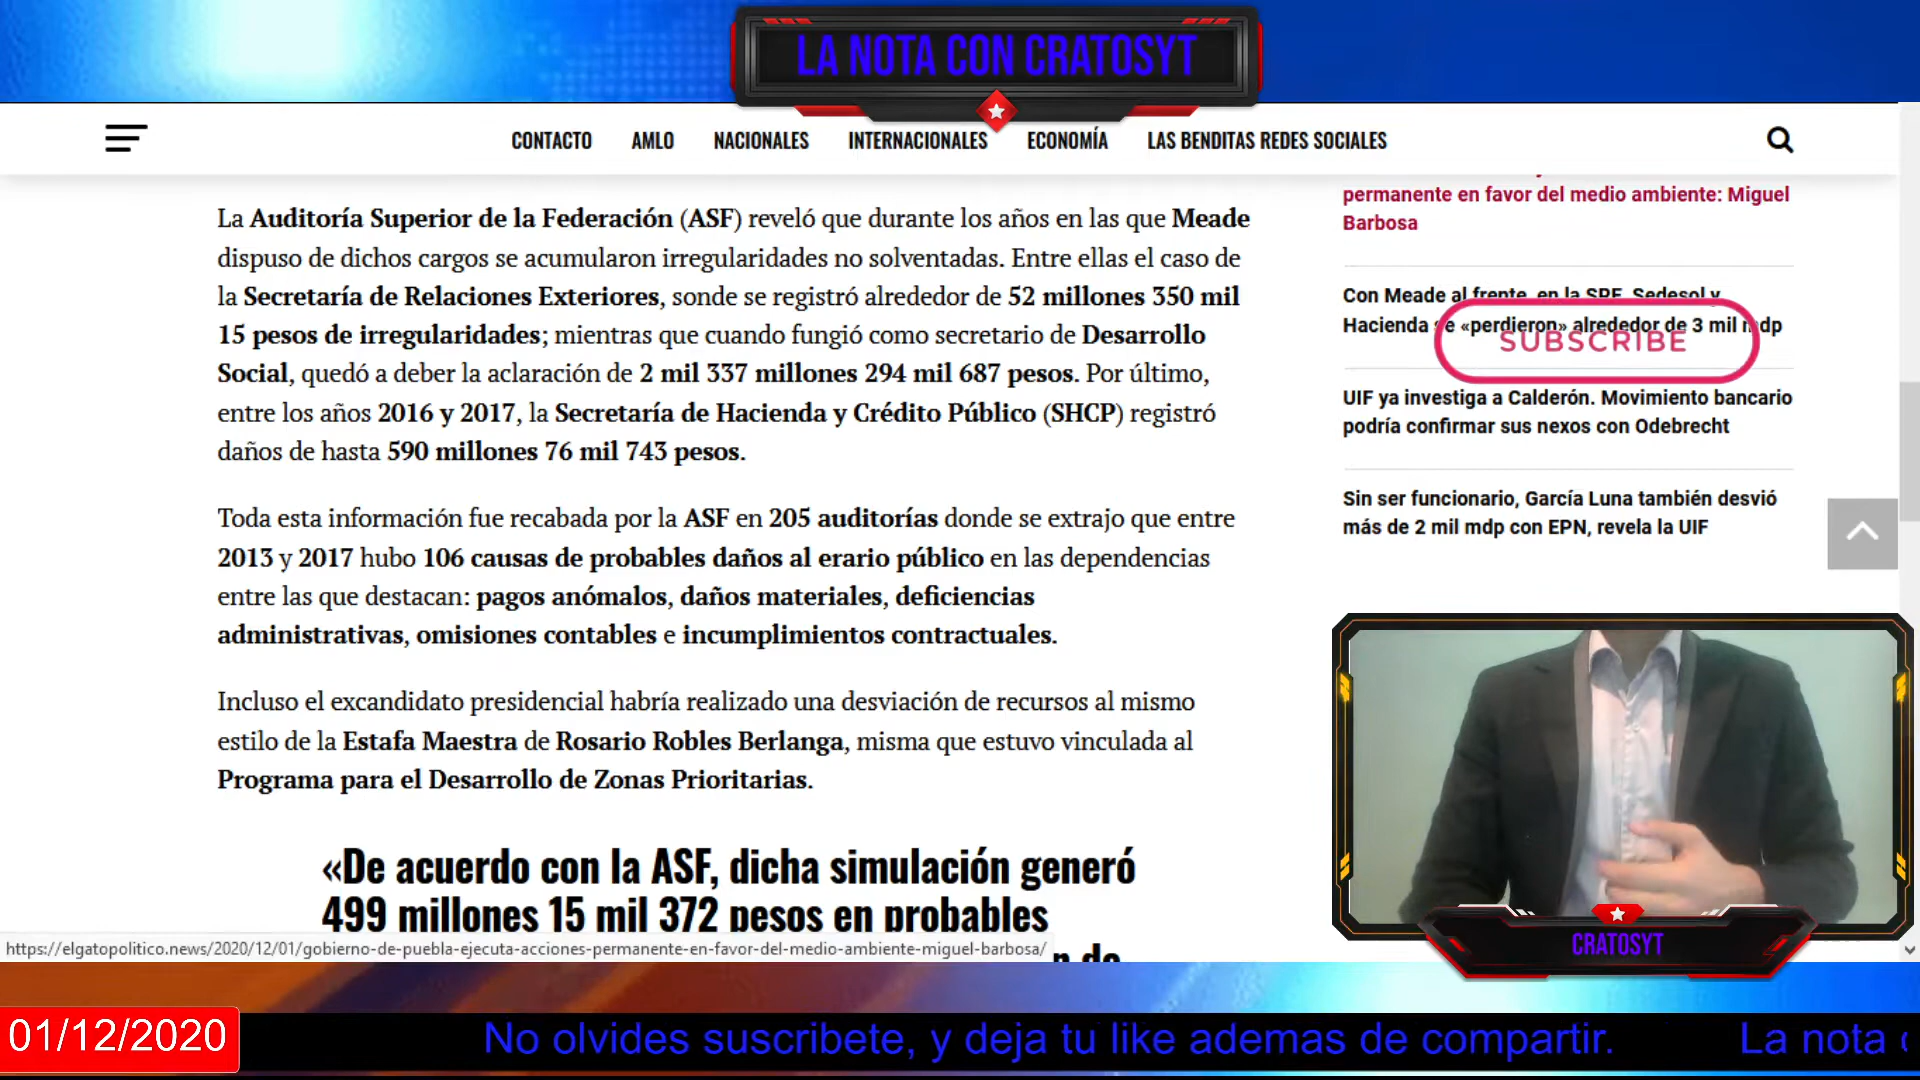 LA NOTA CON CRATOSYT
CONTACTO AMLO NACIONALES INTERNACIONALES ECONOMÍA LAS BENDITAS REDES SOCIALES
La Auditoría Superior de la Federación (ASF) reveló que durante los años en las que Meade
dispuso de dichos cargos se acumularon irregularidades no solventadas. Entre ellas el caso de
la Secretaría de Relaciones Exteriores, sonde se registró alrededor de 52 millones 350 mil
15 pesos de irregularidades; mientras que cuando fungió como secretario de Desarrollo
Social, quedó a deber la aclaración de 2 mil 337 millones 294 mil 687 pesos. Por último,
entre los años 2016 y 2017, la Secretaría de Hacienda y Crédito Público (SHCP) registró
daños de hasta 590 millones 76 mil 743 pesos.
Toda esta información fue recabada por la ASF en 205 auditorías donde se extrajo que entre
2013 y 2017 hubo 106 causas de probables daños al erario público en las dependencias
entre las que destacan: pagos anómalos, daños materiales, deficiencias
administrativas, omisiones contables e incumplimientos contractuales.
Incluso el excandidato presidencial habría realizado una desviación de recursos al mismo
estilo de la Estafa Maestra de Rosario Robles Berlanga, misma que estuvo vinculada al
Programa para el Desarrollo de Zonas Prioritarias.
«De acuerdo con la ASF, dicha simulación generó
499 millones 15 mil 372 pesos en probables
https://elgatopolitico.news/2020/12/01/gobierno-de-puebla-ejecuta-acciones-permanente-en-favor-del-medio-ambiente-miguel-barbosa/
permanente en favor del medio ambiente: Miguel
Barbosa
Con Meade al frente, en la SRE, Sedesol y
Hacienda se «perdieron» alrededor de 3 mil mdp
SUBSCRIBE
UIF ya investiga a Calderón. Movimiento bancario
podría confirmar sus nexos con Odebrecht
Sin ser funcionario, García Luna también desvió
más de 2 mil mdp con EPN, revela la UIF
CRATOSYT
01/12/2020
No olvides suscribete, y deja tu like ademas de compartir. La nota